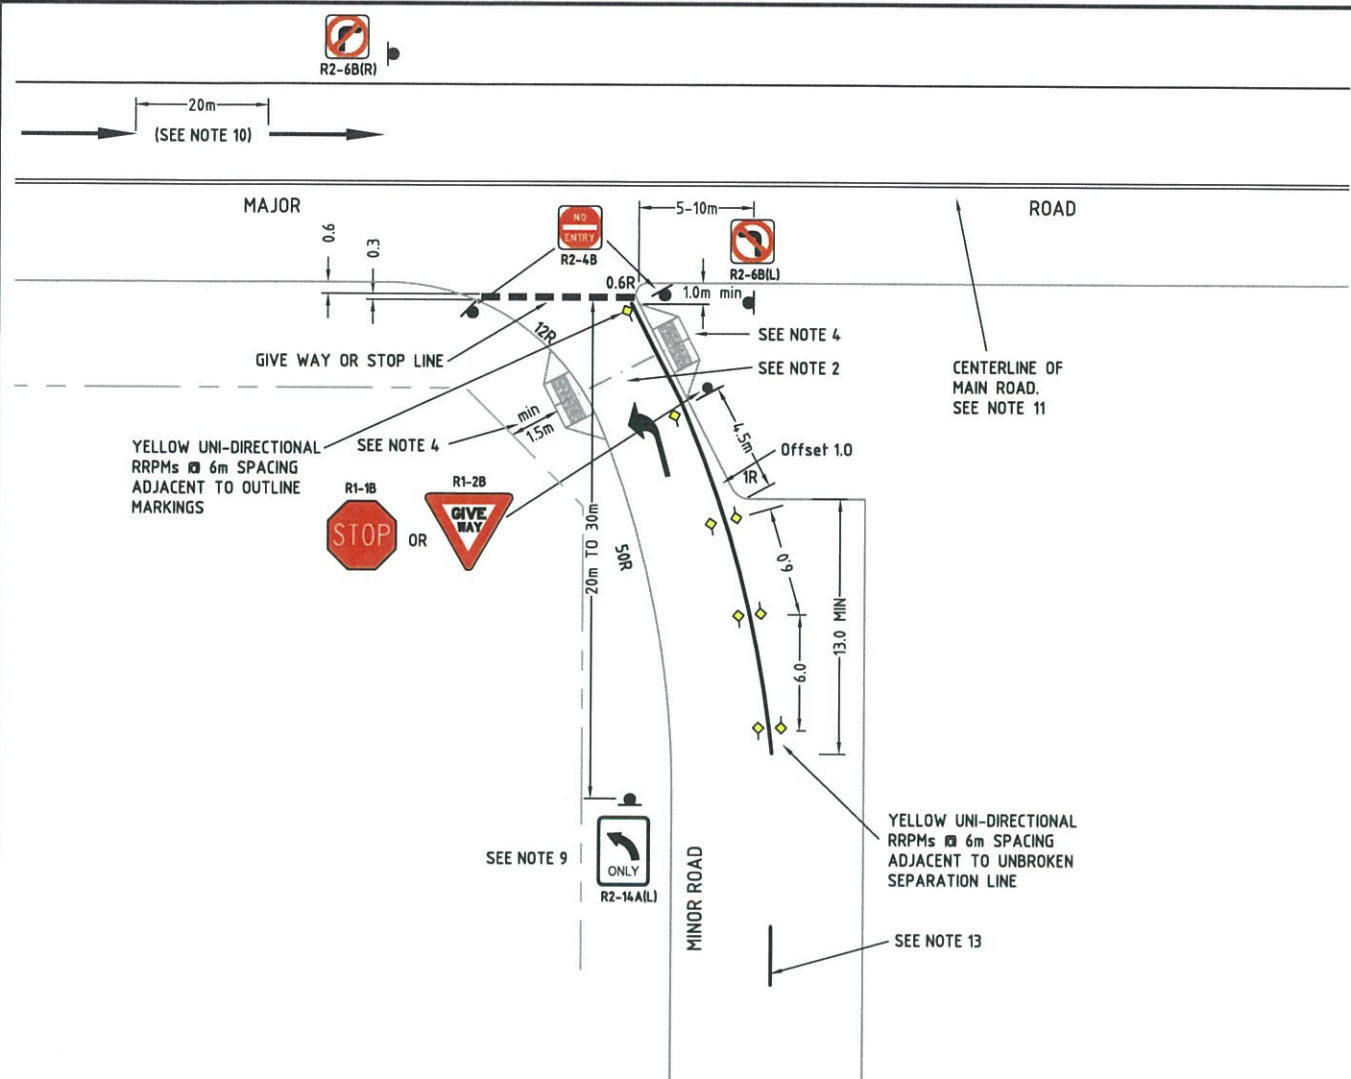 R2-6B(R)
20m
(SEE NOTE 10)
MAJOR
ROAD
5-10m
NO
ENTRY
R2-4B
R2-6B(L)
0.6
0.3
0.6R
1.0m min
12R
GIVE WAY OR STOP LINE
SEE NOTE 4
SEE NOTE 2
CENTERLINE OF
MAIN ROAD.
SEE NOTE 11
min
1.5m
SEE NOTE 4
YELLOW UNI-DIRECTIONAL
RRPMs @ 6m SPACING
ADJACENT TO OUTLINE
MARKINGS
4.5m
Offset 1.0
1R
R1-1B
STOP
OR
R1-2B
GIVE
WAY
20m TO 30m
50R
6.0
6.0
13.0 MIN
SEE NOTE 9
ONLY
R2-14A(L)
MINOR ROAD
YELLOW UNI-DIRECTIONAL
RRPMs @ 6m SPACING
ADJACENT TO UNBROKEN
SEPARATION LINE
SEE NOTE 13